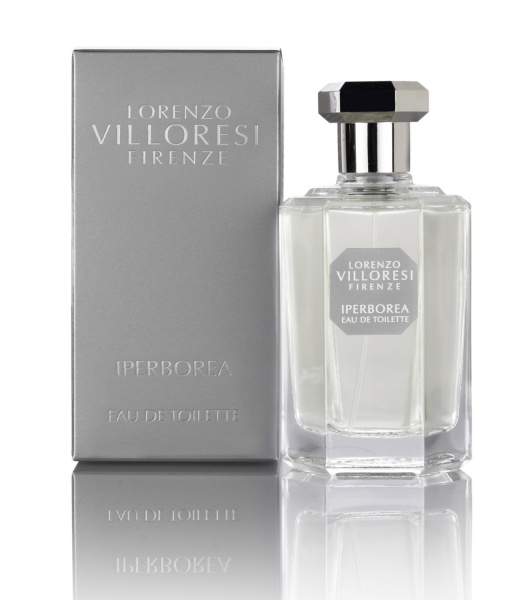 LORENZO
VILLORESI
FIRENZE
IPERBOREA
EAU DE TOILETTE
LORENZO
VILLORESI
FIRENZE
IPERBOREA
EAU DE TOILETTE